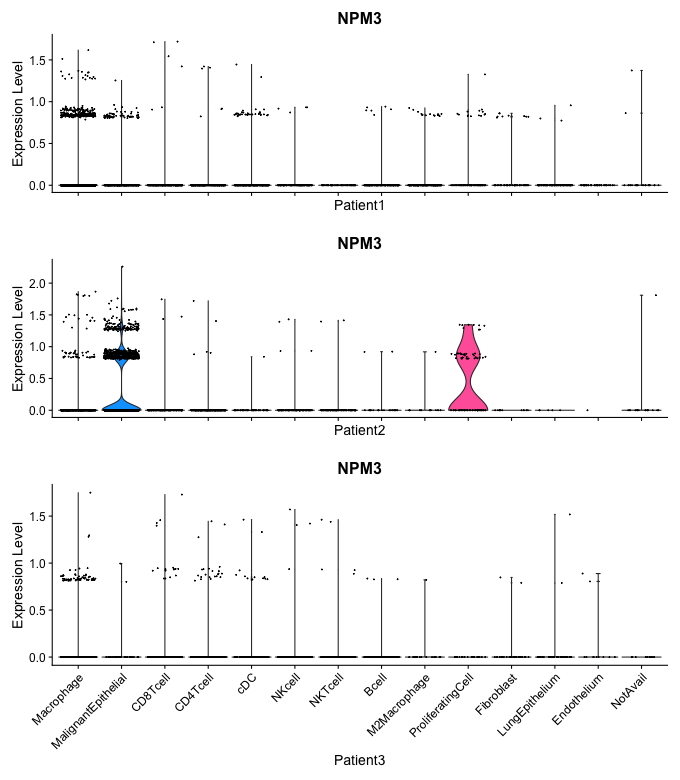 NPM3
Expression Level
1.5
1.0
0.5
0.0
Patient1
NPM3
Expression Level
2.0
1.5
1.0
0.5
0.0
Patient2
NPM3
Expression Level
1.5
1.0
0.5
0.0
Macrophage
MalignantEpithelial
CD8Tcell
CD4Tcell
cDC
NKcell
NKTcell
Bcell
M2Macrophage
ProliferatingCell
Fibroblast
LungEpithelium
Endothelium
NotAvail
Patient3